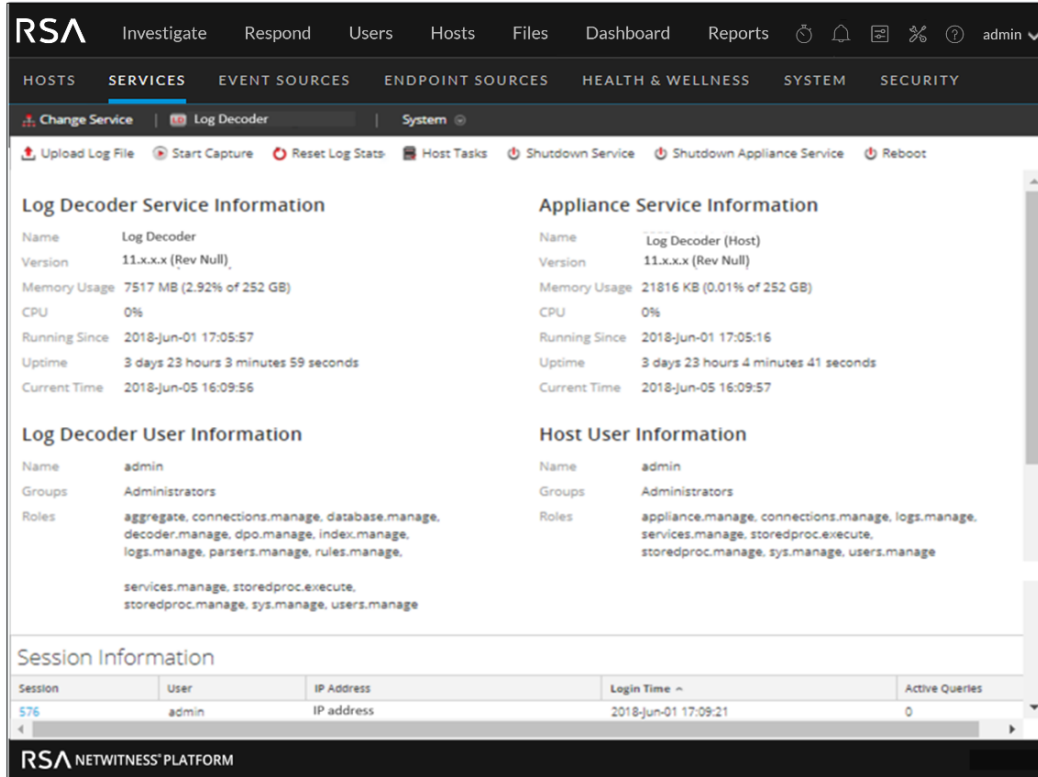 RSA Investigate Respond Users Hosts Files Dashboard Reports admin
HOSTS SERVICES EVENT SOURCES ENDPOINT SOURCES HEALTH & WELLNESS SYSTEM SECURITY
Change Service | LD Log Decoder | System
Upload Log File Start Capture Reset Log Stats Host Tasks Shutdown Service Shutdown Appliance Service Reboot
Log Decoder Service Information
Name Log Decoder
Version 11.x.x.x (Rev Null)
Memory Usage 7517 MB (2.92% of 252 GB)
CPU 0%
Running Since 2018-Jun-01 17:05:57
Uptime 3 days 23 hours 3 minutes 59 seconds
Current Time 2018-Jun-05 16:09:56
Appliance Service Information
Name Log Decoder (Host)
Version 11.x.x.x (Rev Null)
Memory Usage 21816 KB (0.01% of 252 GB)
CPU 0%
Running Since 2018-Jun-01 17:05:16
Uptime 3 days 23 hours 4 minutes 41 seconds
Current Time 2018-Jun-05 16:09:57
Log Decoder User Information
Name admin
Groups Administrators
Roles aggregate, connections.manage, database.manage,
decoder.manage, dpo.manage, index.manage,
logs.manage, parsers.manage, rules.manage,
services.manage, storedproc.execute,
storedproc.manage, sys.manage, users.manage
Host User Information
Name admin
Groups Administrators
Roles appliance.manage, connections.manage, logs.manage,
services.manage, storedproc.execute,
storedproc.manage, sys.manage, users.manage
Session Information
Session User IP Address Login Time Active Queries
576 admin IP address 2018-Jun-01 17:09:21 0
RSA NETWITNESS® PLATFORM